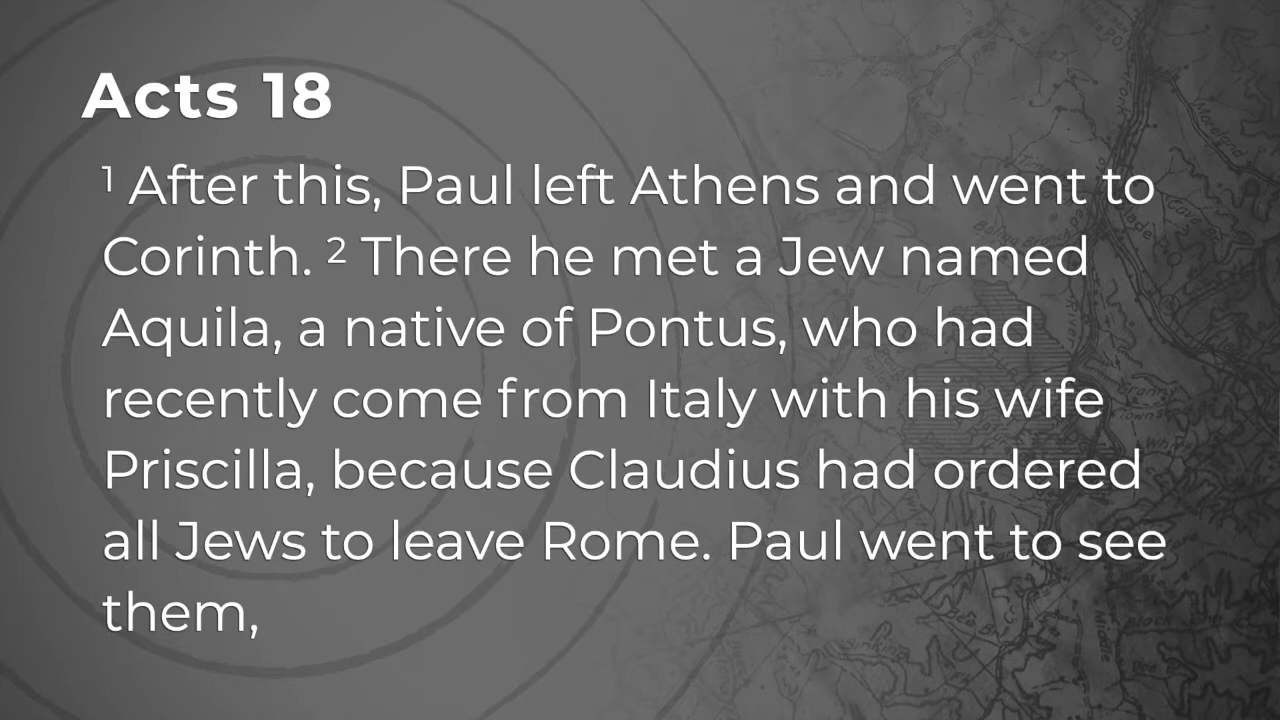 Acts 18
¹ After this, Paul left Athens and went to
Corinth. ² There he met a Jew named
Aquila, a native of Pontus, who had
recently come from Italy with his wife
Priscilla, because Claudius had ordered
all Jews to leave Rome. Paul went to see
them,